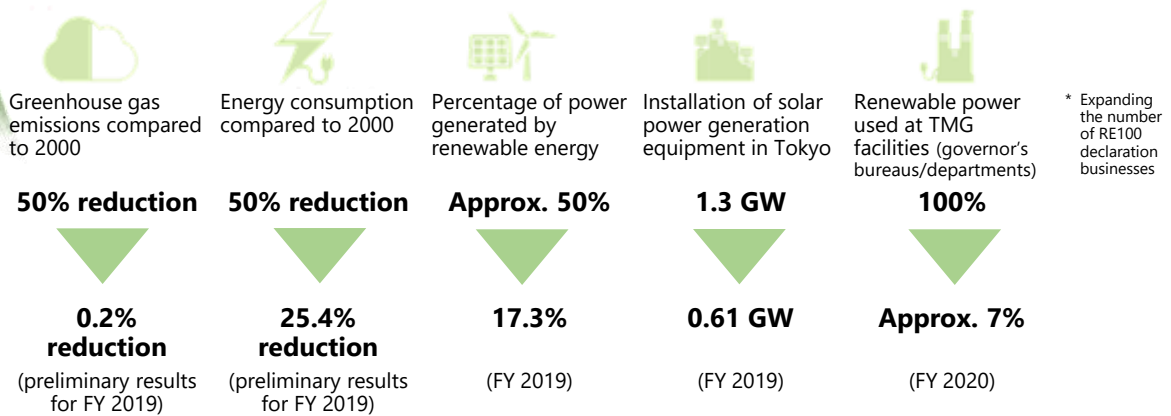 Greenhouse gas
emissions compared
to 2000
Energy consumption
compared to 2000
Percentage of power
generated by
renewable energy
Installation of solar
power generation
equipment in Tokyo
Renewable power
used at TMG
facilities (governor's
bureaus/departments)
* Expanding
the number
of RE100
declaration
businesses
50% reduction
50% reduction
Approx. 50%
1.3 GW
100%
0.2%
reduction
(preliminary results
for FY 2019)
25.4%
reduction
(preliminary results
for FY 2019)
17.3%
(FY 2019)
0.61 GW
(FY 2019)
Approx. 7%
(FY 2020)